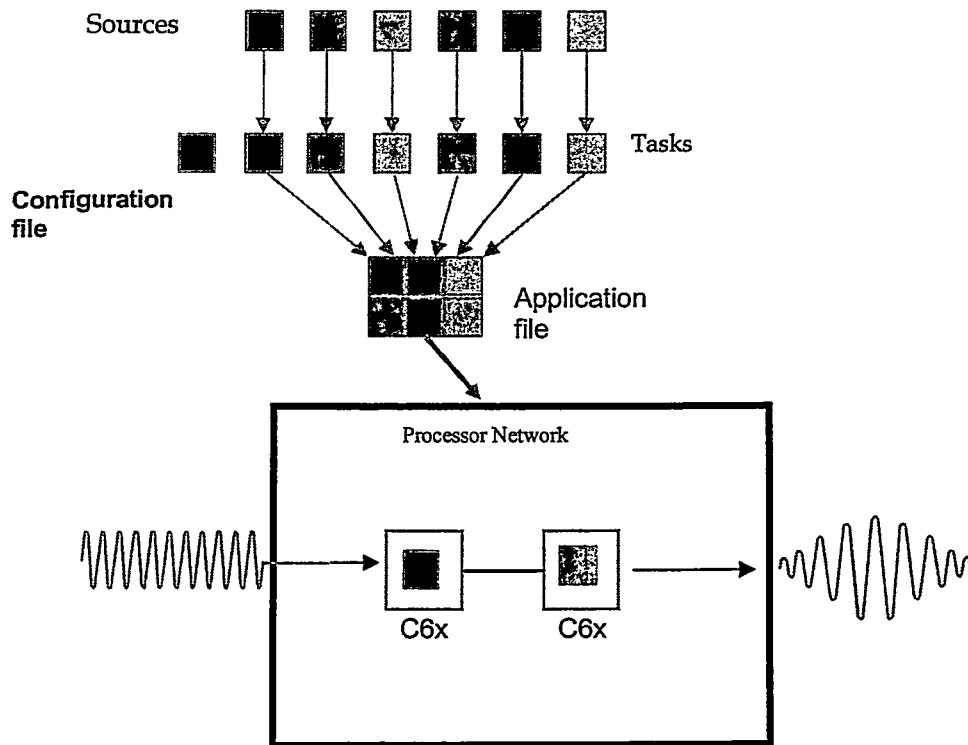 Sources
Tasks
Configuration
file
Application
file
Processor Network
C6x
C6x